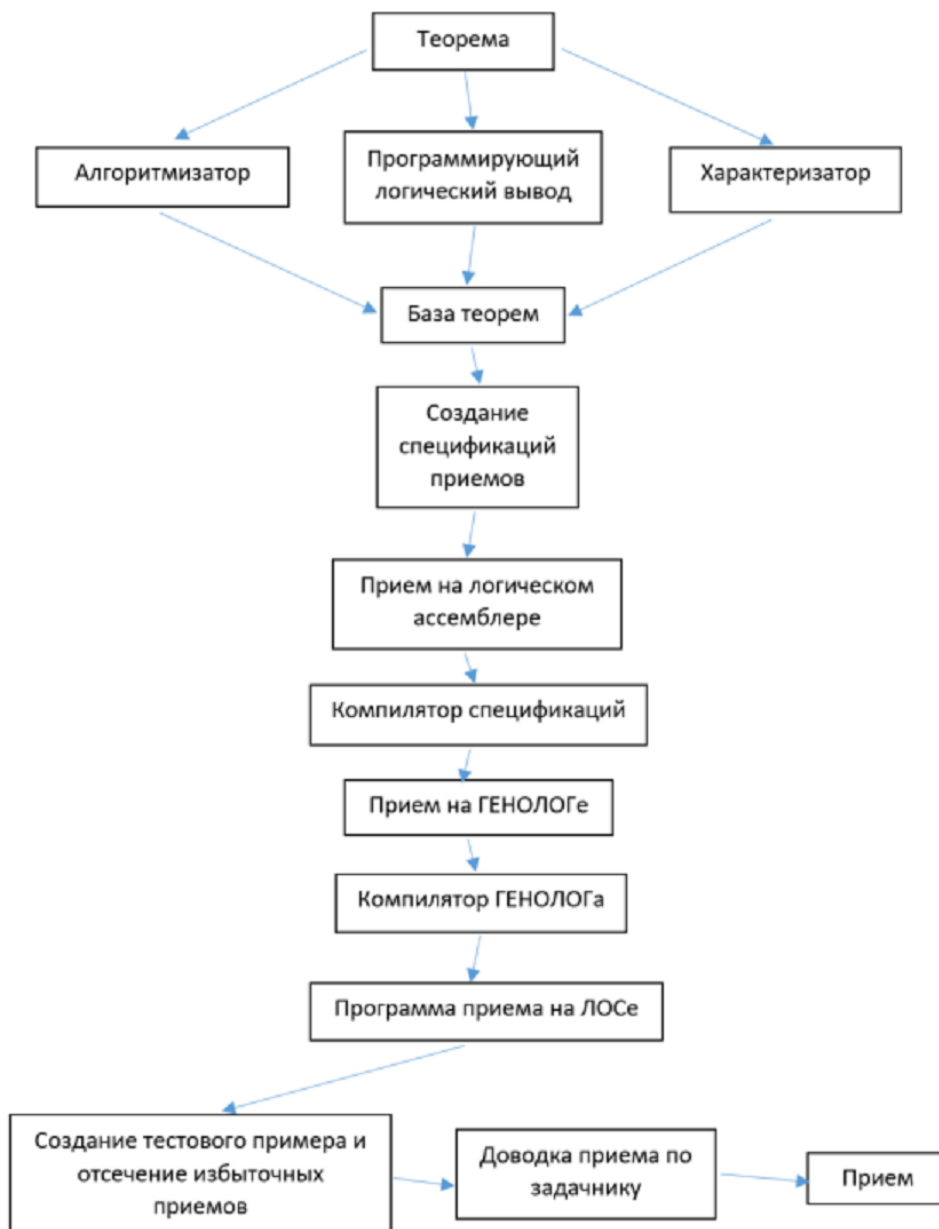 Теорема
Алгоритмизатор
Программирующий
логический вывод
Характеризатор
База теорем
Создание
спецификаций
приемов
Прием на логическом
ассемблере
Компилятор спецификаций
Прием на ГЕНОЛОГе
Компилятор ГЕНОЛОГа
Программа приема на ЛОСе
Создание тестового примера и
отсечение избыточных
приемов
Доводка приема по
задачнику
Прием